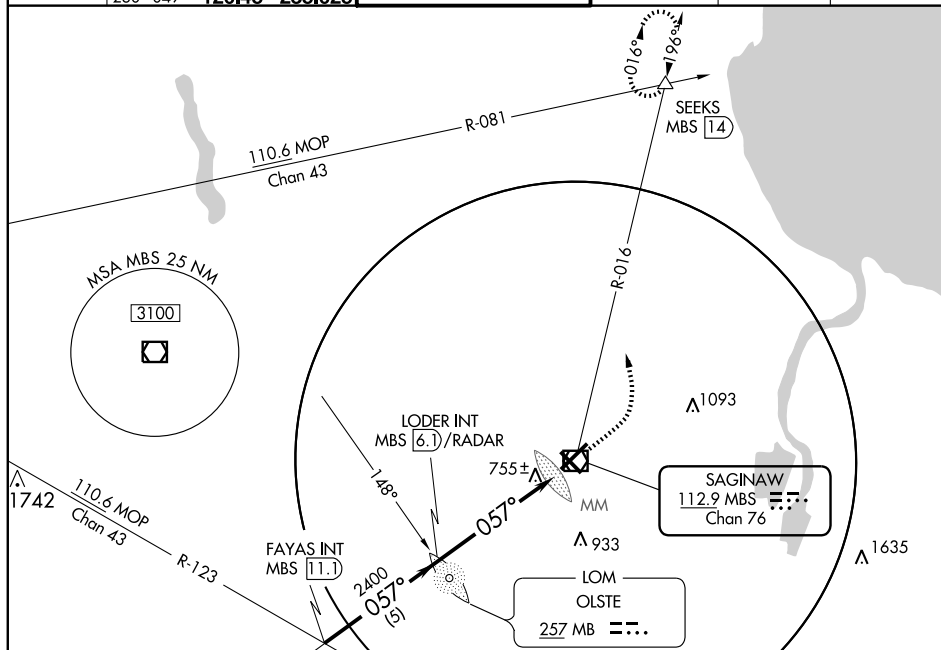 016°
196°
SEEKS
MBS 14
R-081
110.6 MOP
Chan 43
R-016
MSA MBS 25 NM
3100
1093
LODER INT
MBS 6.1/RADAR
755±
148°
057°
MM
SAGINAW
112.9 MBS
Chan 76
1742
110.6 MOP
Chan 43
R-123
933
1635
FAYAS INT
MBS 11.1
2400
057°
(5)
LOM
OLSTE
257 MB